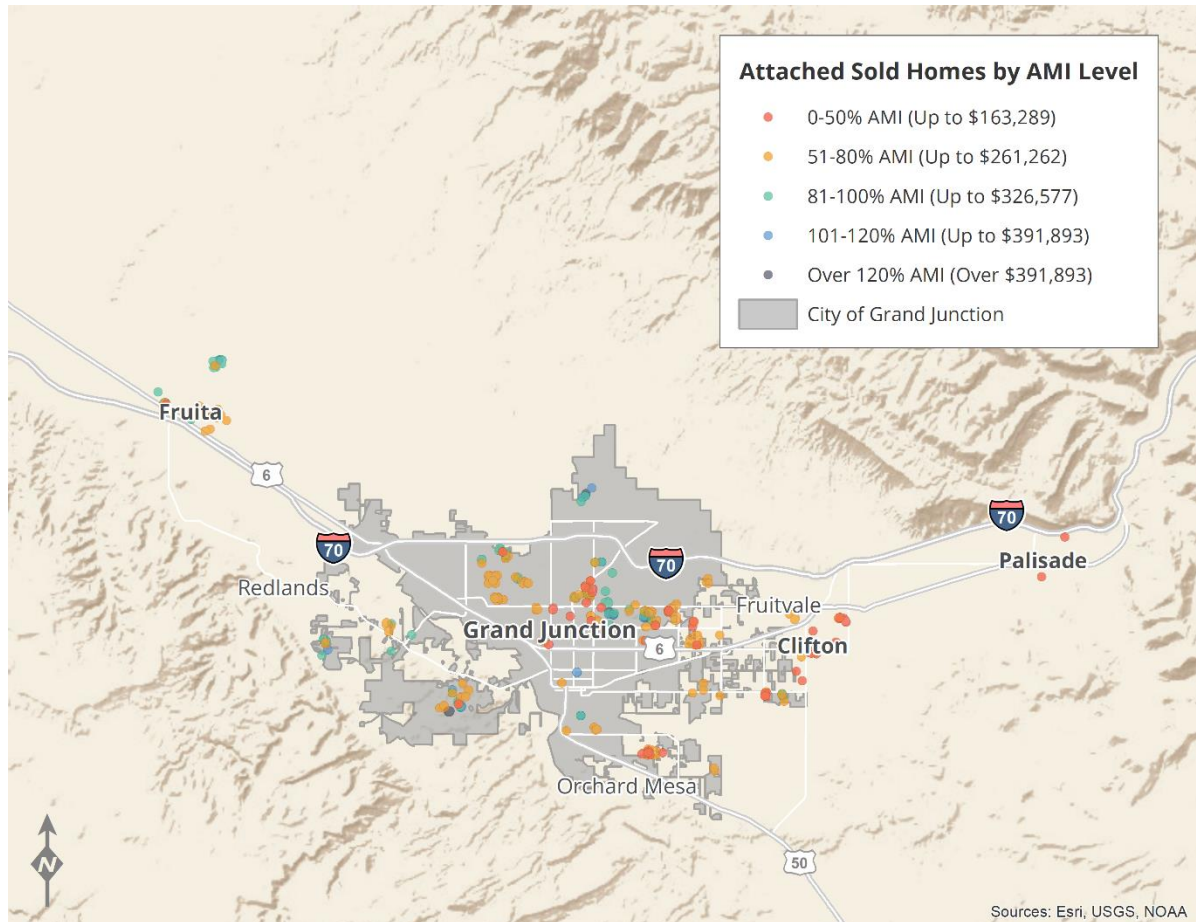 Attached Sold Homes by AMI Level
0-50% AMI (Up to $163,289)
51-80% AMI (Up to $261,262)
81-100% AMI (Up to $326,577)
101-120% AMI (Up to $391,893)
Over 120% AMI (Over $391,893)
City of Grand Junction
Fruita
6
70
70
Palisade
70
Redlands
Fruitvale
Grand Junction
6
Clifton
Orchard Mesa
50
N
Sources: Esri, USGS, NOAA